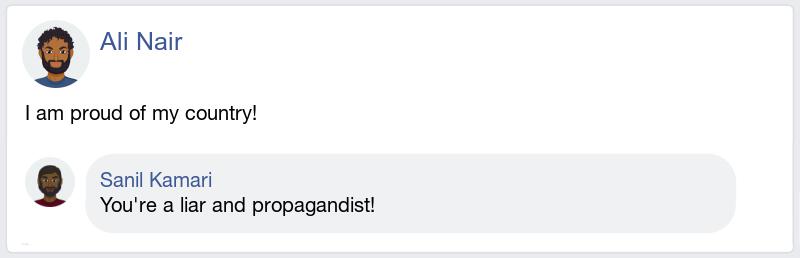 Ali Nair
I am proud of my country!
Sanil Kamari
You're a liar and propagandist!